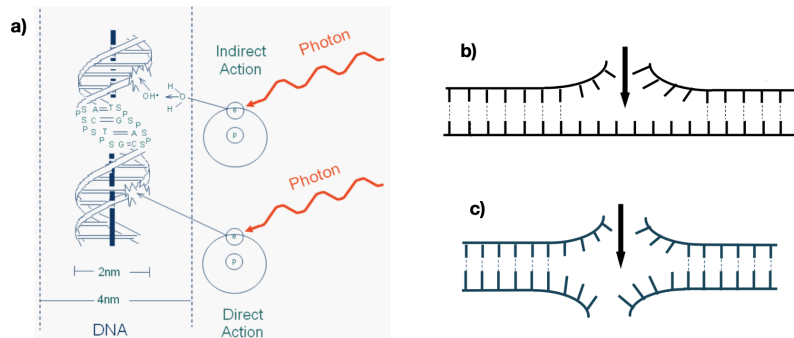 a)
Indirect
Action
Photon
H
OH•
O
H
e
P
S A T S
P S C G S P
P S T A S
P S G C S P
Photon
e
P
2nm
4nm
DNA
Direct
Action
b)
c)